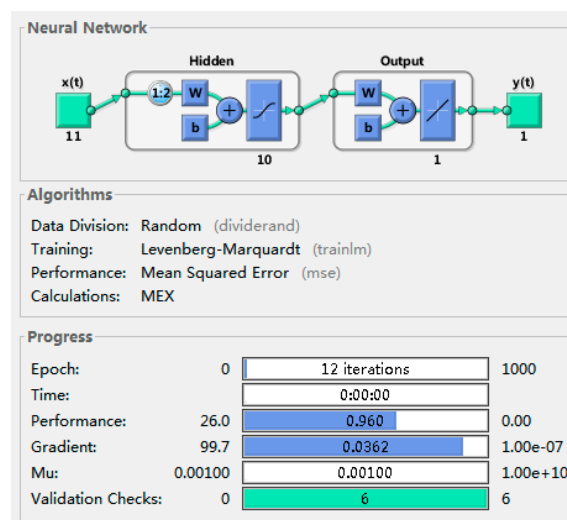 Neural Network
Hidden Output
x(t) 1:2 W b + W b + y(t)
11 10 1 1
Algorithms
Data Division: Random (dividerand)
Training: Levenberg-Marquardt (trainlm)
Performance: Mean Squared Error (mse)
Calculations: MEX
Progress
Epoch: 0 12 iterations 1000
Time: 0:00:00
Performance: 26.0 0.960 0.00
Gradient: 99.7 0.0362 1.00e-07
Mu: 0.00100 0.00100 1.00e+10
Validation Checks: 0 6 6